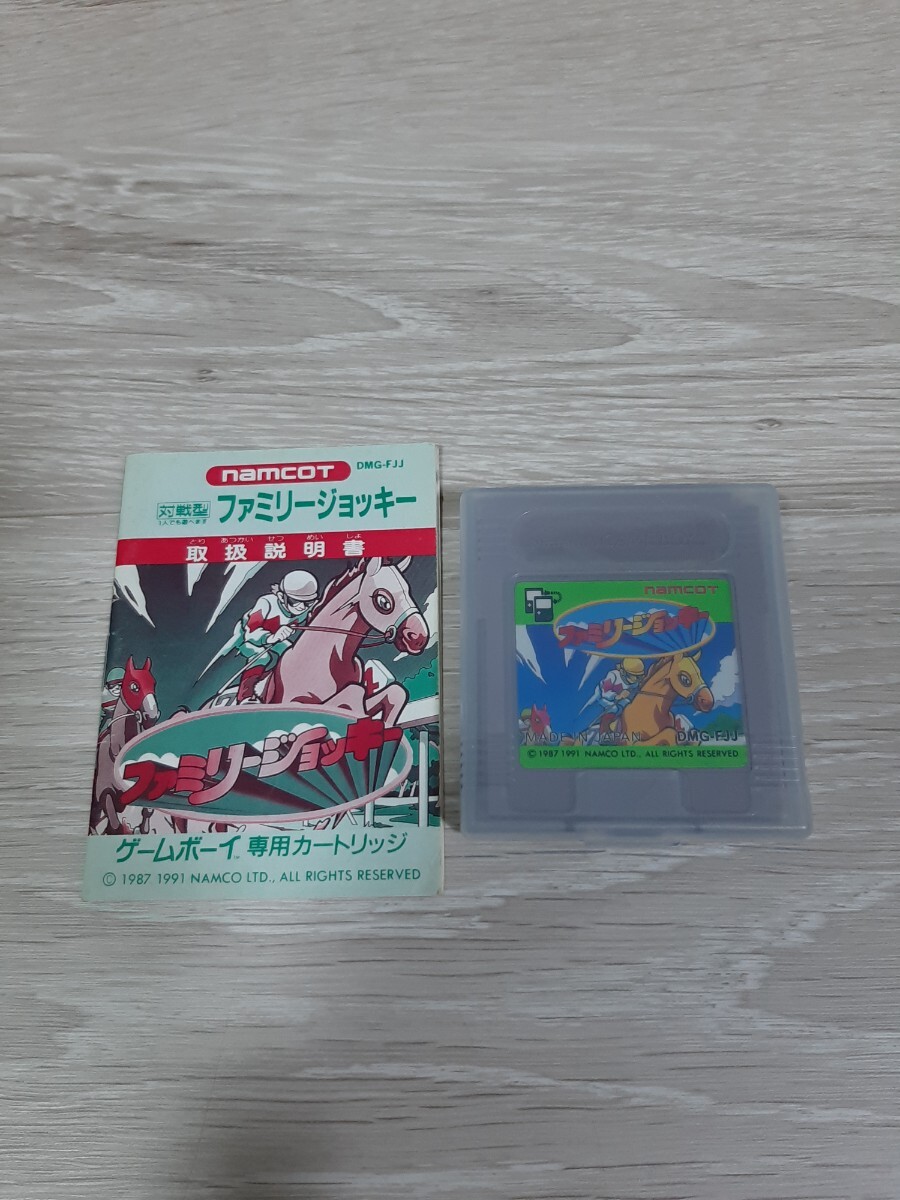 namcot
DMG-FJJ
対戦型
1人でも遊べます
ファミリージョッキー
とり あつかい せつ めい しょ
取扱説明書
ファミリージョッキー
ゲームボーイ™専用カートリッジ
© 1987 1991 NAMCO LTD., ALL RIGHTS RESERVED
namcot
ファミリージョッキー
MADE IN JAPAN
DMG-FJJ
© 1987 1991 NAMCO LTD., ALL RIGHTS RESERVED